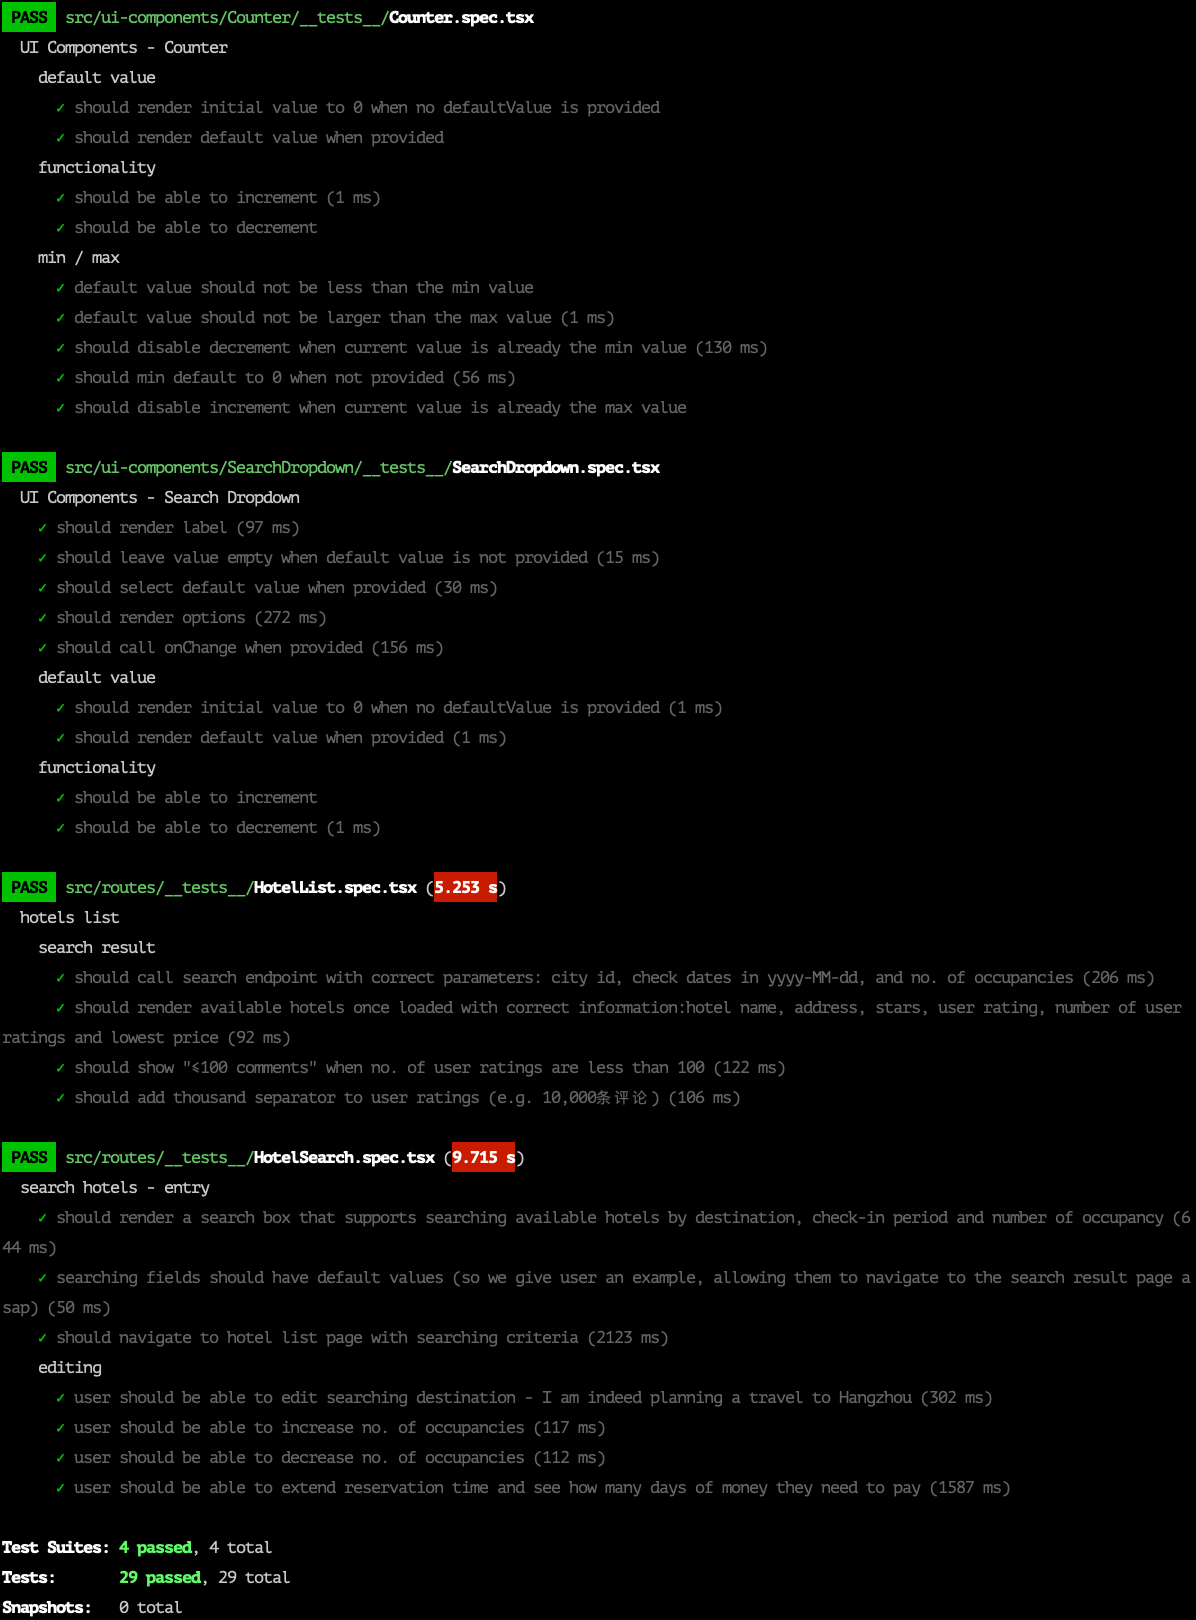 PASS src/ui-components/Counter/__tests__/Counter.spec.tsx
UI Components - Counter
default value
✓ should render initial value to 0 when no defaultValue is provided
✓ should render default value when provided
functionality
✓ should be able to increment (1 ms)
✓ should be able to decrement
min / max
✓ default value should not be less than the min value
✓ default value should not be larger than the max value (1 ms)
✓ should disable decrement when current value is already the min value (130 ms)
✓ should min default to 0 when not provided (56 ms)
✓ should disable increment when current value is already the max value
PASS src/ui-components/SearchDropdown/__tests__/SearchDropdown.spec.tsx
UI Components - Search Dropdown
✓ should render label (97 ms)
✓ should leave value empty when default value is not provided (15 ms)
✓ should select default value when provided (30 ms)
✓ should render options (272 ms)
✓ should call onChange when provided (156 ms)
default value
✓ should render initial value to 0 when no defaultValue is provided (1 ms)
✓ should render default value when provided (1 ms)
functionality
✓ should be able to increment
✓ should be able to decrement (1 ms)
PASS src/routes/__tests__/HotelList.spec.tsx (5.253 s)
hotels list
search result
✓ should call search endpoint with correct parameters: city id, check dates in yyyy-MM-dd, and no. of occupancies (206 ms)
✓ should render available hotels once loaded with correct information:hotel name, address, stars, user rating, number of user
ratings and lowest price (92 ms)
✓ should show "≤100 comments" when no. of user ratings are less than 100 (122 ms)
✓ should add thousand separator to user ratings (e.g. 10,000条评论) (106 ms)
PASS src/routes/__tests__/HotelSearch.spec.tsx (9.715 s)
search hotels - entry
✓ should render a search box that supports searching available hotels by destination, check-in period and number of occupancy (6
44 ms)
✓ searching fields should have default values (so we give user an example, allowing them to navigate to the search result page a
sap) (50 ms)
✓ should navigate to hotel list page with searching criteria (2123 ms)
editing
✓ user should be able to edit searching destination - I am indeed planning a travel to Hangzhou (302 ms)
✓ user should be able to increase no. of occupancies (117 ms)
✓ user should be able to decrease no. of occupancies (112 ms)
✓ user should be able to extend reservation time and see how many days of money they need to pay (1587 ms)
Test Suites: 4 passed, 4 total
Tests: 29 passed, 29 total
Snapshots: 0 total